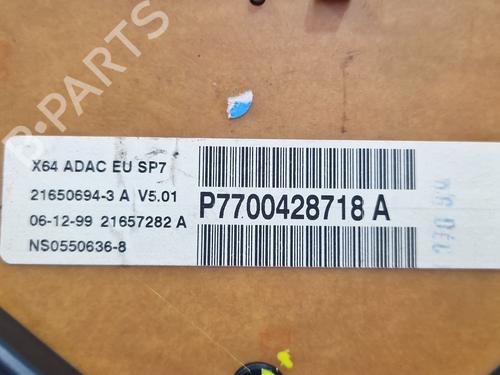 B-PARTS
X64 ADAC EU SP7
21650694-3 A V5.01
06-12-99 21657282 A
NS0550636-8
P7700428718 A